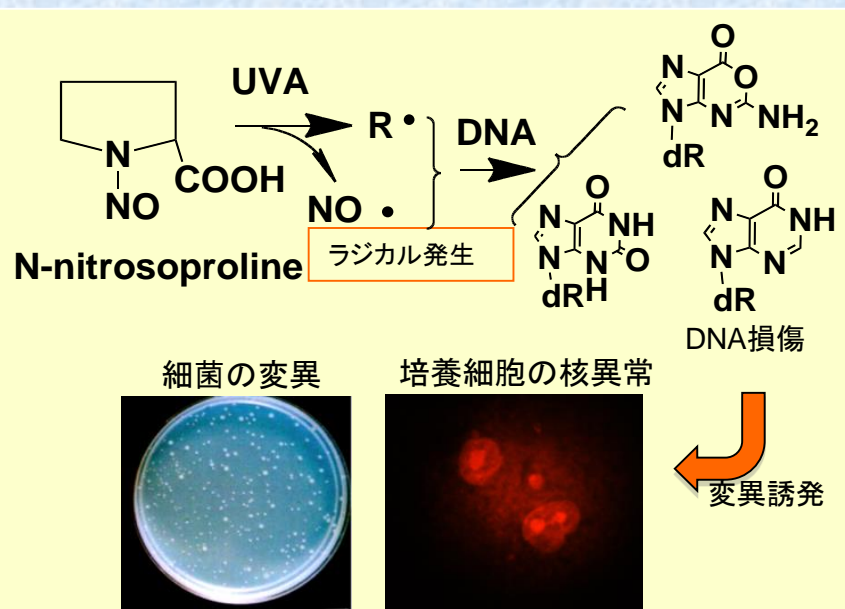 UVA
R •
DNA
N
NO
COOH
NO •
N-nitrosoproline
ラジカル発生
O
N
O
N
N
NH2
dR
O
N
NH
N
N
O
H
dR
O
N
NH
N
N
dR
DNA損傷
細菌の変異
培養細胞の核異常
変異誘発